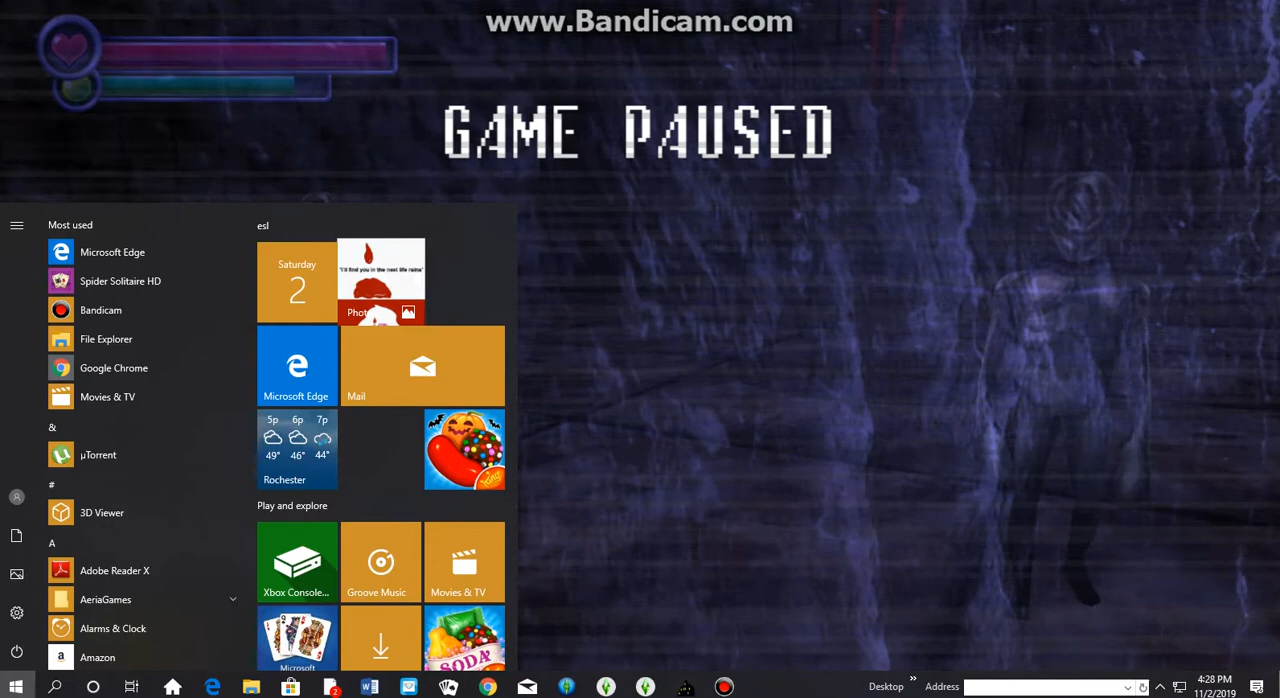 www.Bandicam.com
GAME PAUSED
Most used
Microsoft Edge
Spider Solitaire HD
Bandicam
File Explorer
Google Chrome
Movies & TV
&
µTorrent
#
3D Viewer
A
Adobe Reader X
AeriaGames
Alarms & Clock
a Amazon
esl
Saturday
2
"I'll find you in the next life rains"
Phot
Microsoft Edge
Mail
5p 6p 7p
49° 46° 44°
Rochester
King
Play and explore
Xbox Console...
Groove Music
Movies & TV
Microsoft
SODA
2
Desktop
»
Address
4:28 PM
11/2/2019